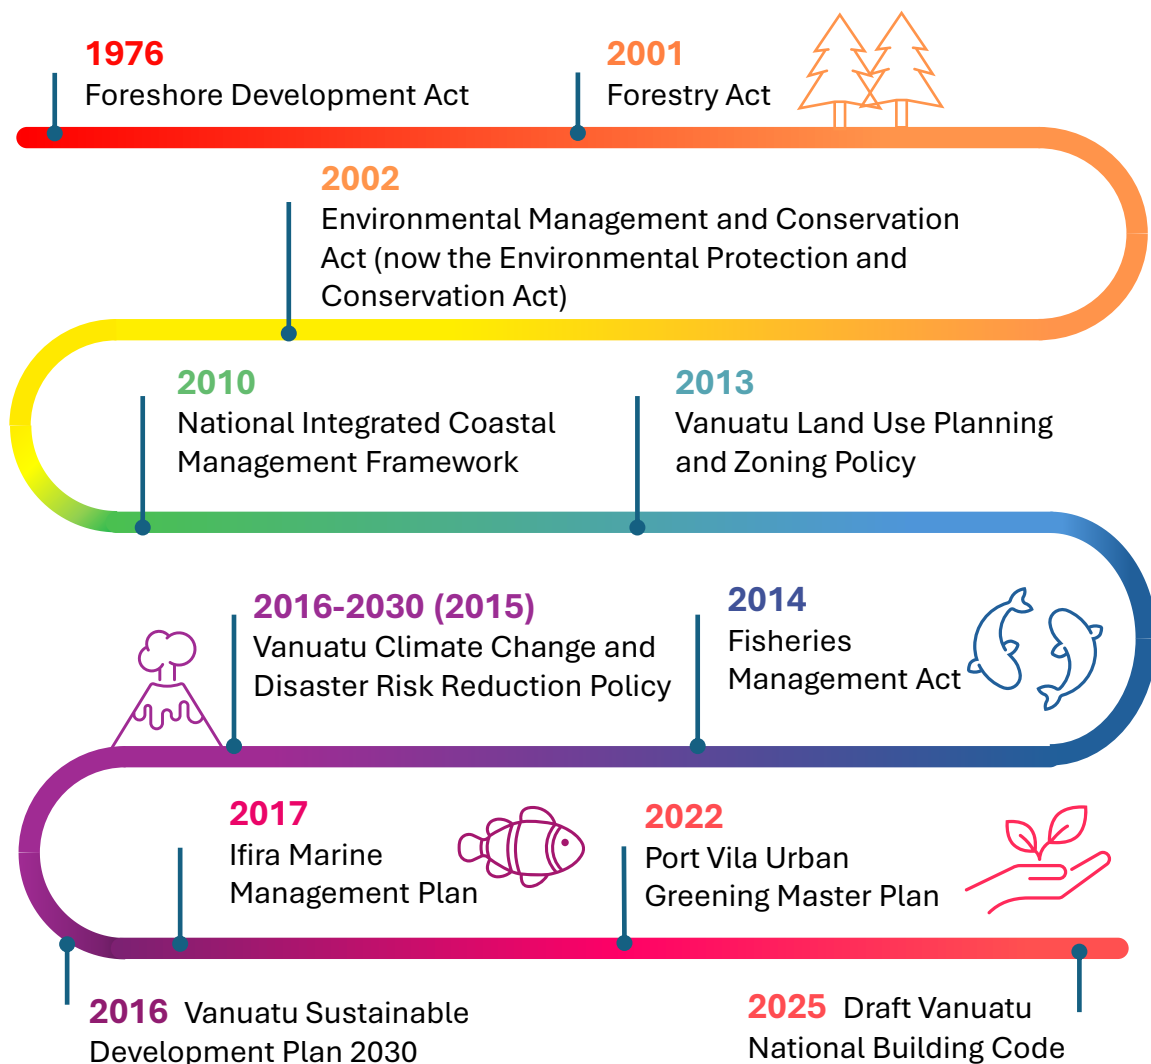 1976
Foreshore Development Act
2001
Forestry Act
2002
Environmental Management and Conservation
Act (now the Environmental Protection and
Conservation Act)
2010
National Integrated Coastal
Management Framework
2013
Vanuatu Land Use Planning
and Zoning Policy
2014
Fisheries
Management Act
2016-2030 (2015)
Vanuatu Climate Change and
Disaster Risk Reduction Policy
2016 Vanuatu Sustainable
Development Plan 2030
2017
Ifira Marine
Management Plan
2022
Port Vila Urban
Greening Master Plan
2025 Draft Vanuatu
National Building Code